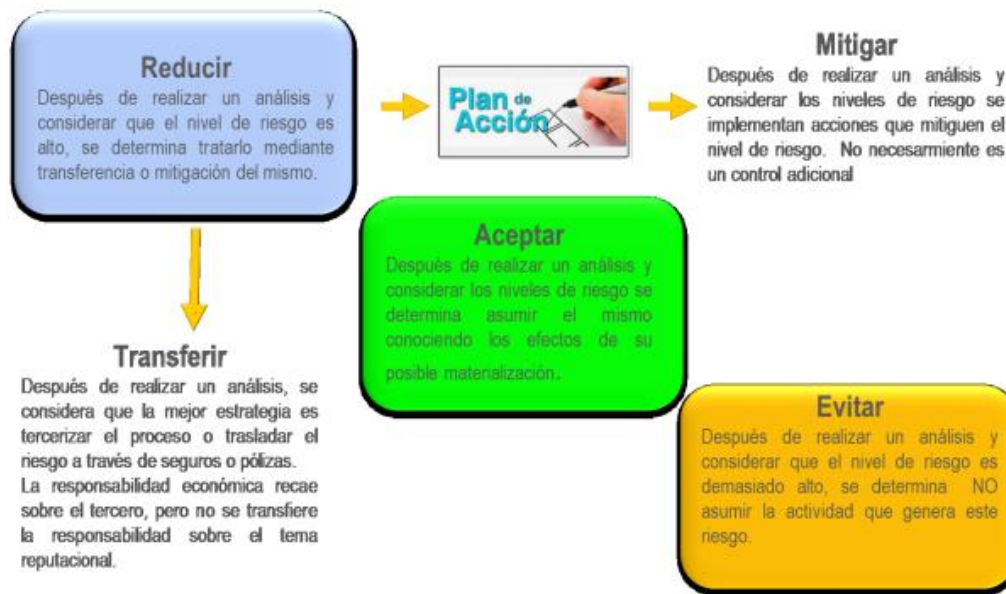 Reducir
Después de realizar un análisis y
considerar que el nivel de riesgo es
alto, se determina tratarlo mediante
transferencia o mitigación del mismo.
Plan de
Acción
Mitigar
Después de realizar un análisis y
considerar los niveles de riesgo se
implementan acciones que mitiguen el
nivel de riesgo. No necesarmiente es
un control adicional
Aceptar
Después de realizar un análisis y
considerar los niveles de riesgo se
determina asumir el mismo
conociendo los efectos de su
posible materialización.
Transferir
Después de realizar un análisis, se
considera que la mejor estrategia es
tercerizar el proceso o trasladar el
riesgo a través de seguros o pólizas.
La responsabilidad económica recae
sobre el tercero, pero no se transfiere
la responsabilidad sobre el tema
reputacional.
Evitar
Después de realizar un análisis y
considerar que el nivel de riesgo es
demasiado alto, se determina NO
asumir la actividad que genera este
riesgo.